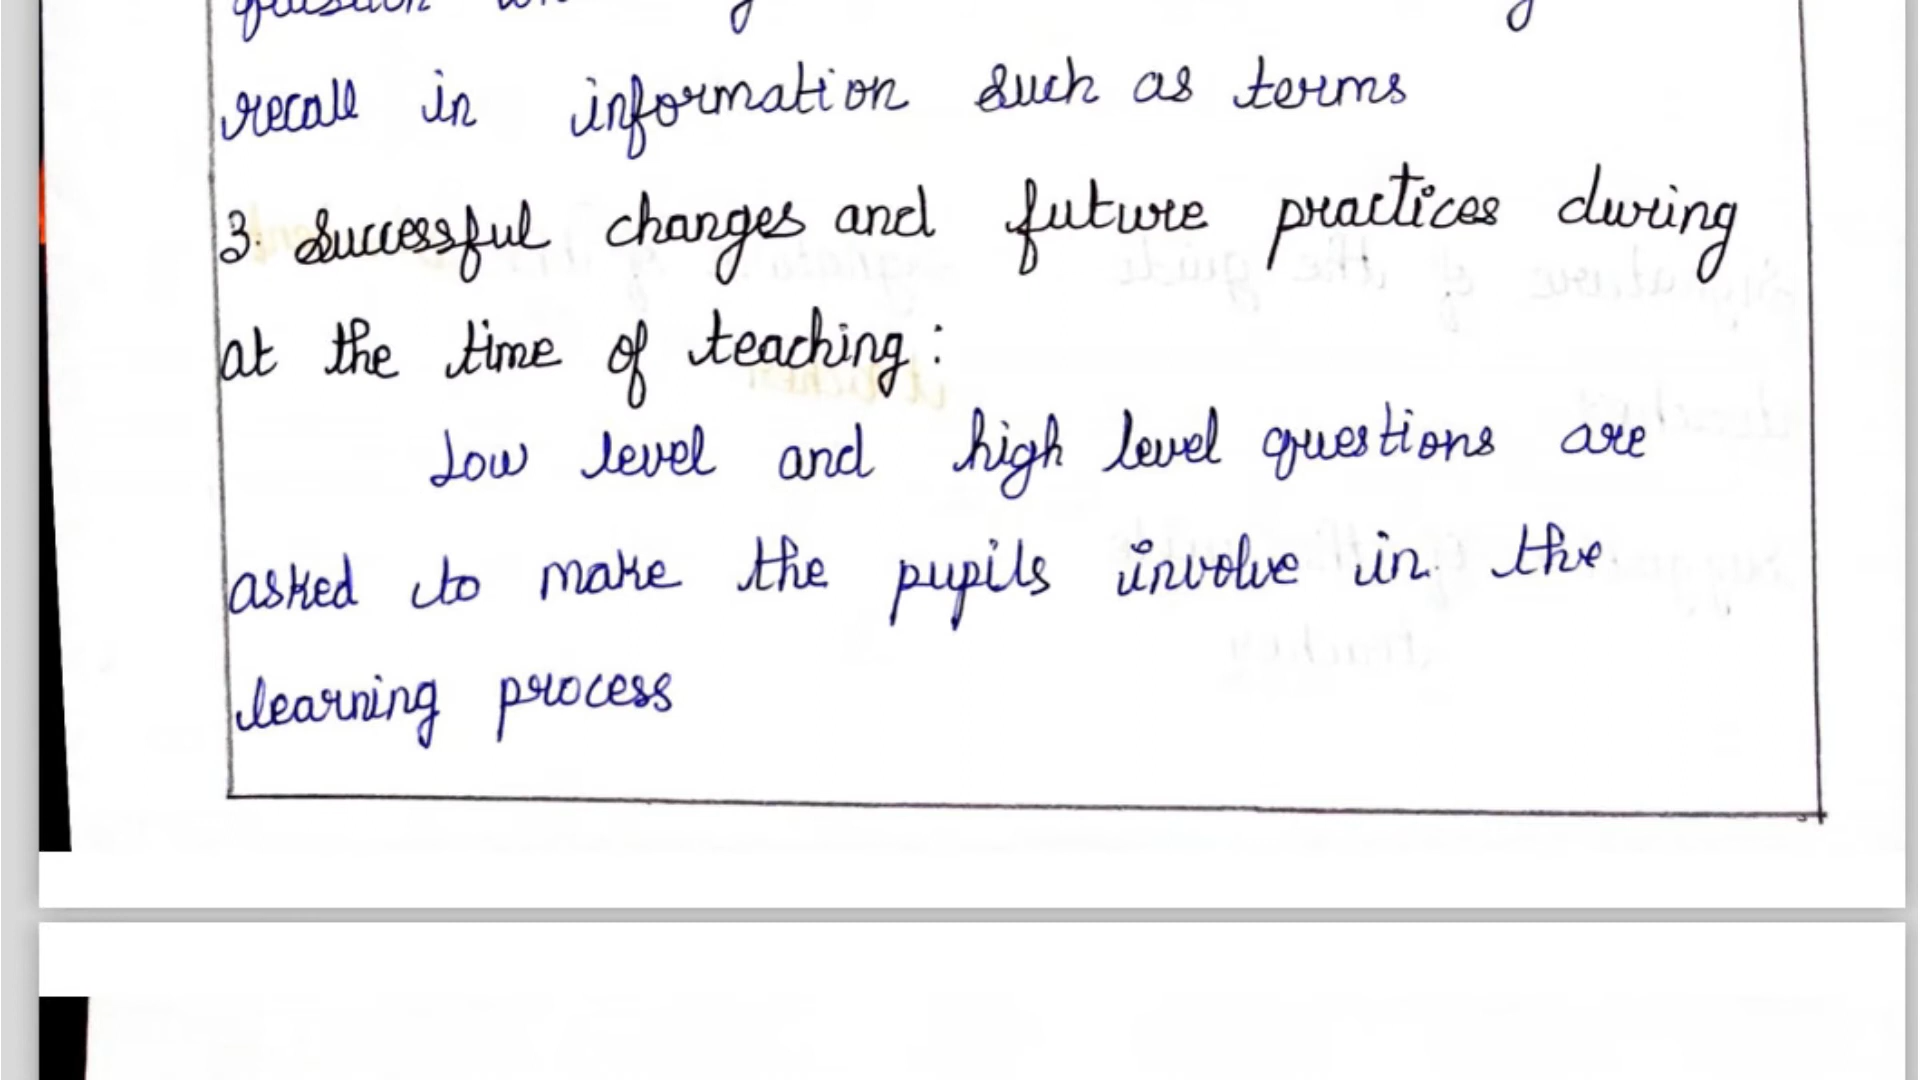 question
recall in information such as terms
3. Successful changes and future practices during
at the time of teaching:
Low level and high level questions are
asked to make the pupils involve in the
learning process